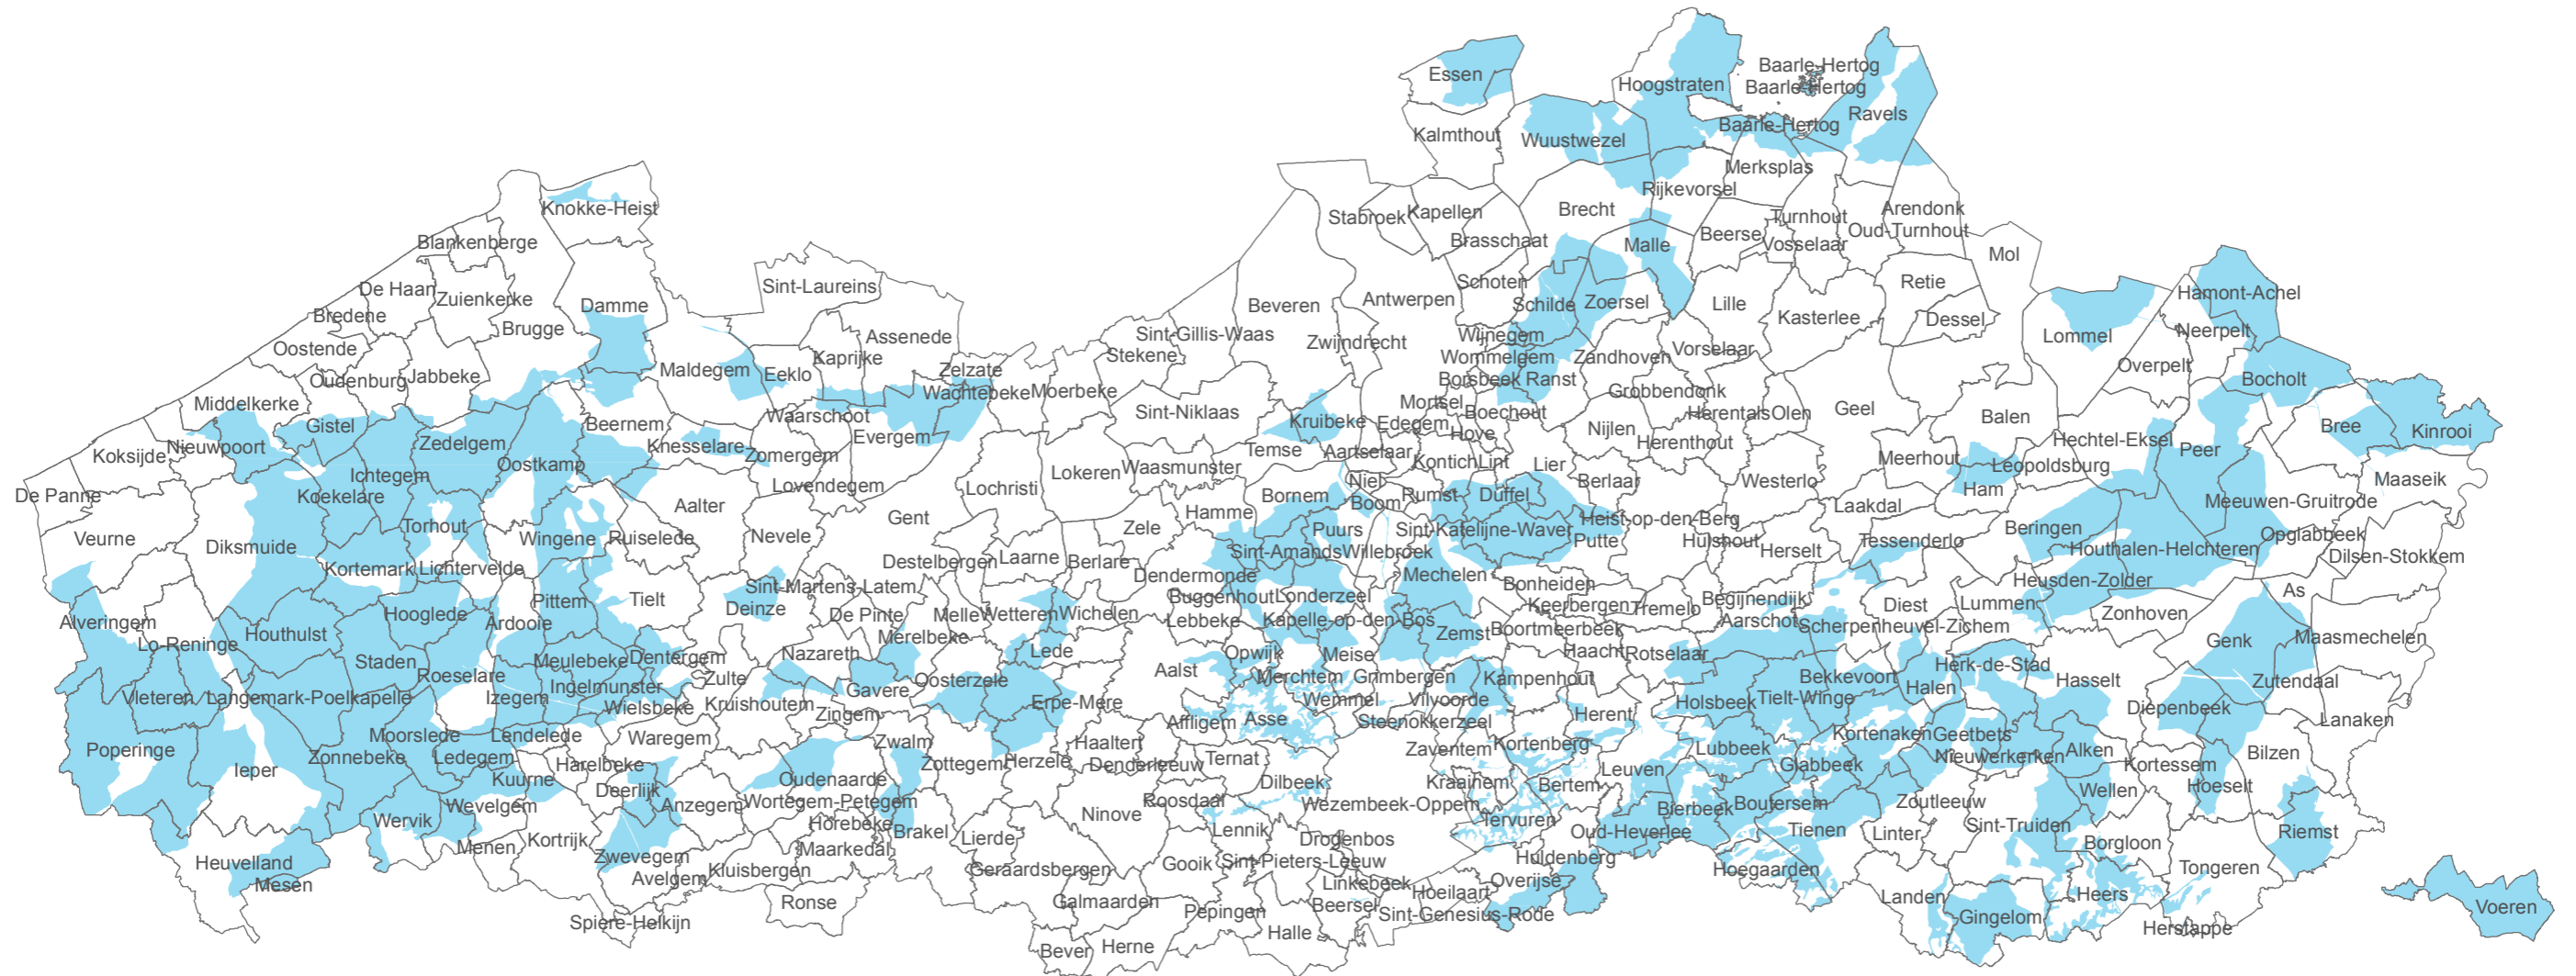 Essen
Hoogstraten
Baarle-Hertog
Baarle-Hertog
Ravels
Baarle-Hertog
Kalmthout
Wuustwezel
Merksplas
Rijkevorsel
Knokke-Heist
Stabroek
Kapellen
Brecht
Turnhout
Arendonk
Oud-Turnhout
Blankenberge
Brasschaat
Malle
Beerse
Vosselaar
Mol
De Haan
Zuienkerke
Sint-Laureins
Schoten
Retie
Hamont-Achel
Bredene
Damme
Beveren
Antwerpen
Schilde
Zoersel
Lille
Kasterlee
Dessel
Brugge
Assenede
Sint-Gillis-Waas
Zwijndrecht
Wijnegem
Lommel
Neerpelt
Oostende
Kaprijke
Stekene
Wommelgem
Zandhoven
Vorselaar
Overpelt
Oudenburg
Jabbeke
Maldegem
Eeklo
Zelzate
Wachtebeke
Moerbeke
Borsbeek
Ranst
Grobbendonk
Bocholt
Middelkerke
Waarschoot
Sint-Niklaas
Mortsel
Boechout
Herentals
Olen
Geel
Balen
Gistel
Beernem
Evergem
Kruibeke
Edegem
Hove
Nijlen
Herenthout
Hechtel-Eksel
Peer
Bree
Kinrooi
Koksijde
Nieuwpoort
Zedelgem
Knesselare
Zomergem
Temse
Aartselaar
Kontich
Lint
Lier
Meerhout
Leopoldsburg
Ichtegem
Oostkamp
Lokeren
Waasmunster
Niel
Berlaar
Westerlo
Ham
Maaseik
De Panne
Koekelare
Aalter
Lovendegem
Lochristi
Bornem
Boom
Rumst
Duffel
Laakdal
Meeuwen-Gruitrode
Veurne
Diksmuide
Torhout
Wingene
Ruiselede
Nevele
Gent
Zele
Hamme
Puurs
Sint-Katelijne-Waver
Heist-op-den-Berg
Putte
Hulshout
Herselt
Tessenderlo
Beringen
Houthalen-Helchteren
Opglabbeek
Dilsen-Stokkem
Kortemark
Lichtervelde
Destelbergen
Laarne
Berlare
Sint-Amands
Willebroek
Dendermonde
Mechelen
Bonheiden
Heusden-Zolder
As
Hooglede
Pittem
Tielt
Sint-Martens-Latem
Deinze
De Pinte
Melle
Wetteren
Wichelen
Buggenhout
Londerzeel
Keerbergen
Tremelo
Begijnendijk
Diest
Lummen
Zonhoven
Alveringem
Lo-Reninge
Houthulst
Ardooie
Merelbeke
Lebbeke
Kapelle-op-den-Bos
Zemst
Boortmeerbeek
Aarschot
Scherpenheuvel-Zichem
Genk
Maasmechelen
Staden
Meulebeke
Dentergem
Nazareth
Lede
Opwijk
Meise
Haacht
Rotselaar
Herk-de-Stad
Vleteren
Langemark-Poelkapelle
Roeselare
Izegem
Ingelmunster
Zulte
Gavere
Oosterzele
Aalst
Merchtem
Grimbergen
Kampenhout
Bekkevoort
Halen
Hasselt
Zutendaal
Wielsbeke
Kruishoutem
Zingem
Erpe-Mere
Affligem
Asse
Wemmel
Vilvoorde
Steenokkerzeel
Herent
Holsbeek
Tielt-Winge
Diepenbeek
Lanaken
Poperinge
Ieper
Zonnebeke
Moorslede
Ledegem
Lendelede
Waregem
Zwalm
Zottegem
Herzele
Haaltert
Denderleeuw
Ternat
Zaventem
Kortenberg
Lubbeek
Kortenaken
Geetbets
Nieuwerkerken
Alken
Kortessem
Bilzen
Kuurne
Harelbeke
Deerlijk
Oudenaarde
Dilbeek
Kraainem
Bertem
Leuven
Glabbeek
Wellen
Hoeselt
Wervik
Wevelgem
Anzegem
Wortegem-Petegem
Horebeke
Brakel
Ninove
Roosdaal
Wezembeek-Oppem
Tervuren
Bierbeek
Boutersem
Zoutleeuw
Oud-Heverlee
Tienen
Linter
Sint-Truiden
Riemst
Menen
Kortrijk
Maarkedal
Lierde
Lennik
Drogenbos
Borgloon
Heuvelland
Mesen
Zwevegem
Avelgem
Kluisbergen
Geraardsbergen
Gooik
Sint-Pieters-Leeuw
Huldenberg
Overijse
Hoegaarden
Tongeren
Linkebeek
Hoeilaart
Landen
Heers
Ronse
Galmaarden
Pepingen
Beersel
Sint-Genesius-Rode
Gingelom
Voeren
Spiere-Helkijn
Bever
Herne
Halle
Herstappe